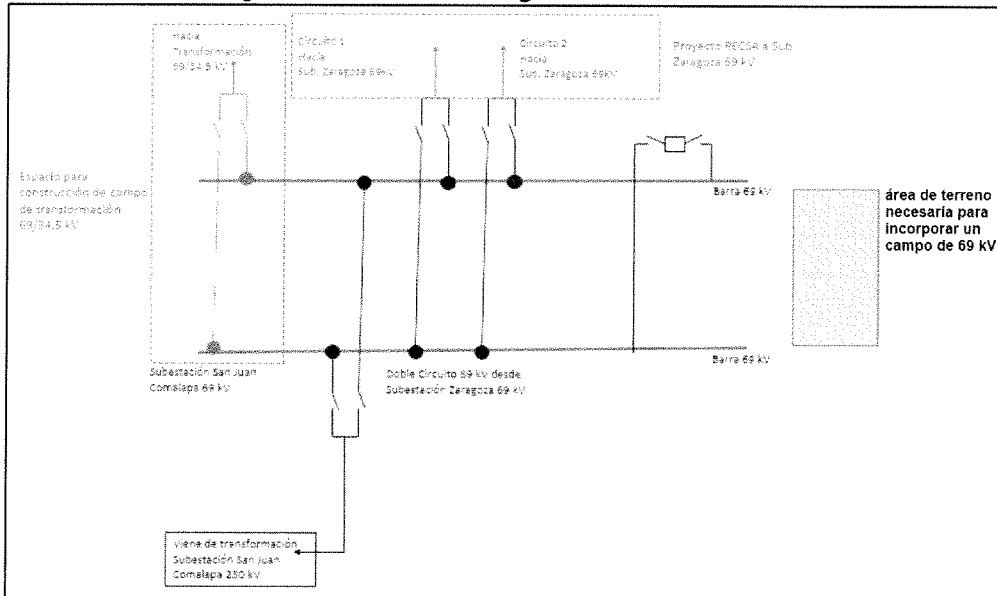 Hacia
Transformación
69/34.5 kV
Circuito 1
Hacia
Sub. Zaragoza 69kV
Circuito 2
Hacia
Sub. Zaragoza 69kV
Proyecto RECSA a Sub
Zaragoza 69 kV
Espacio para
construcción de campo
de transformación
69/34.5 kV
Barra 69 kV
área de terreno
necesaria para
incorporar un
campo de 69 kV
Barra 69 kV
Subestación San Juan
Comalapa 69 kV
Doble Circuito 69 kV desde
Subestación Zaragoza 69 kV
Viene de transformación
Subestación San Juan
Comalapa 230 kV